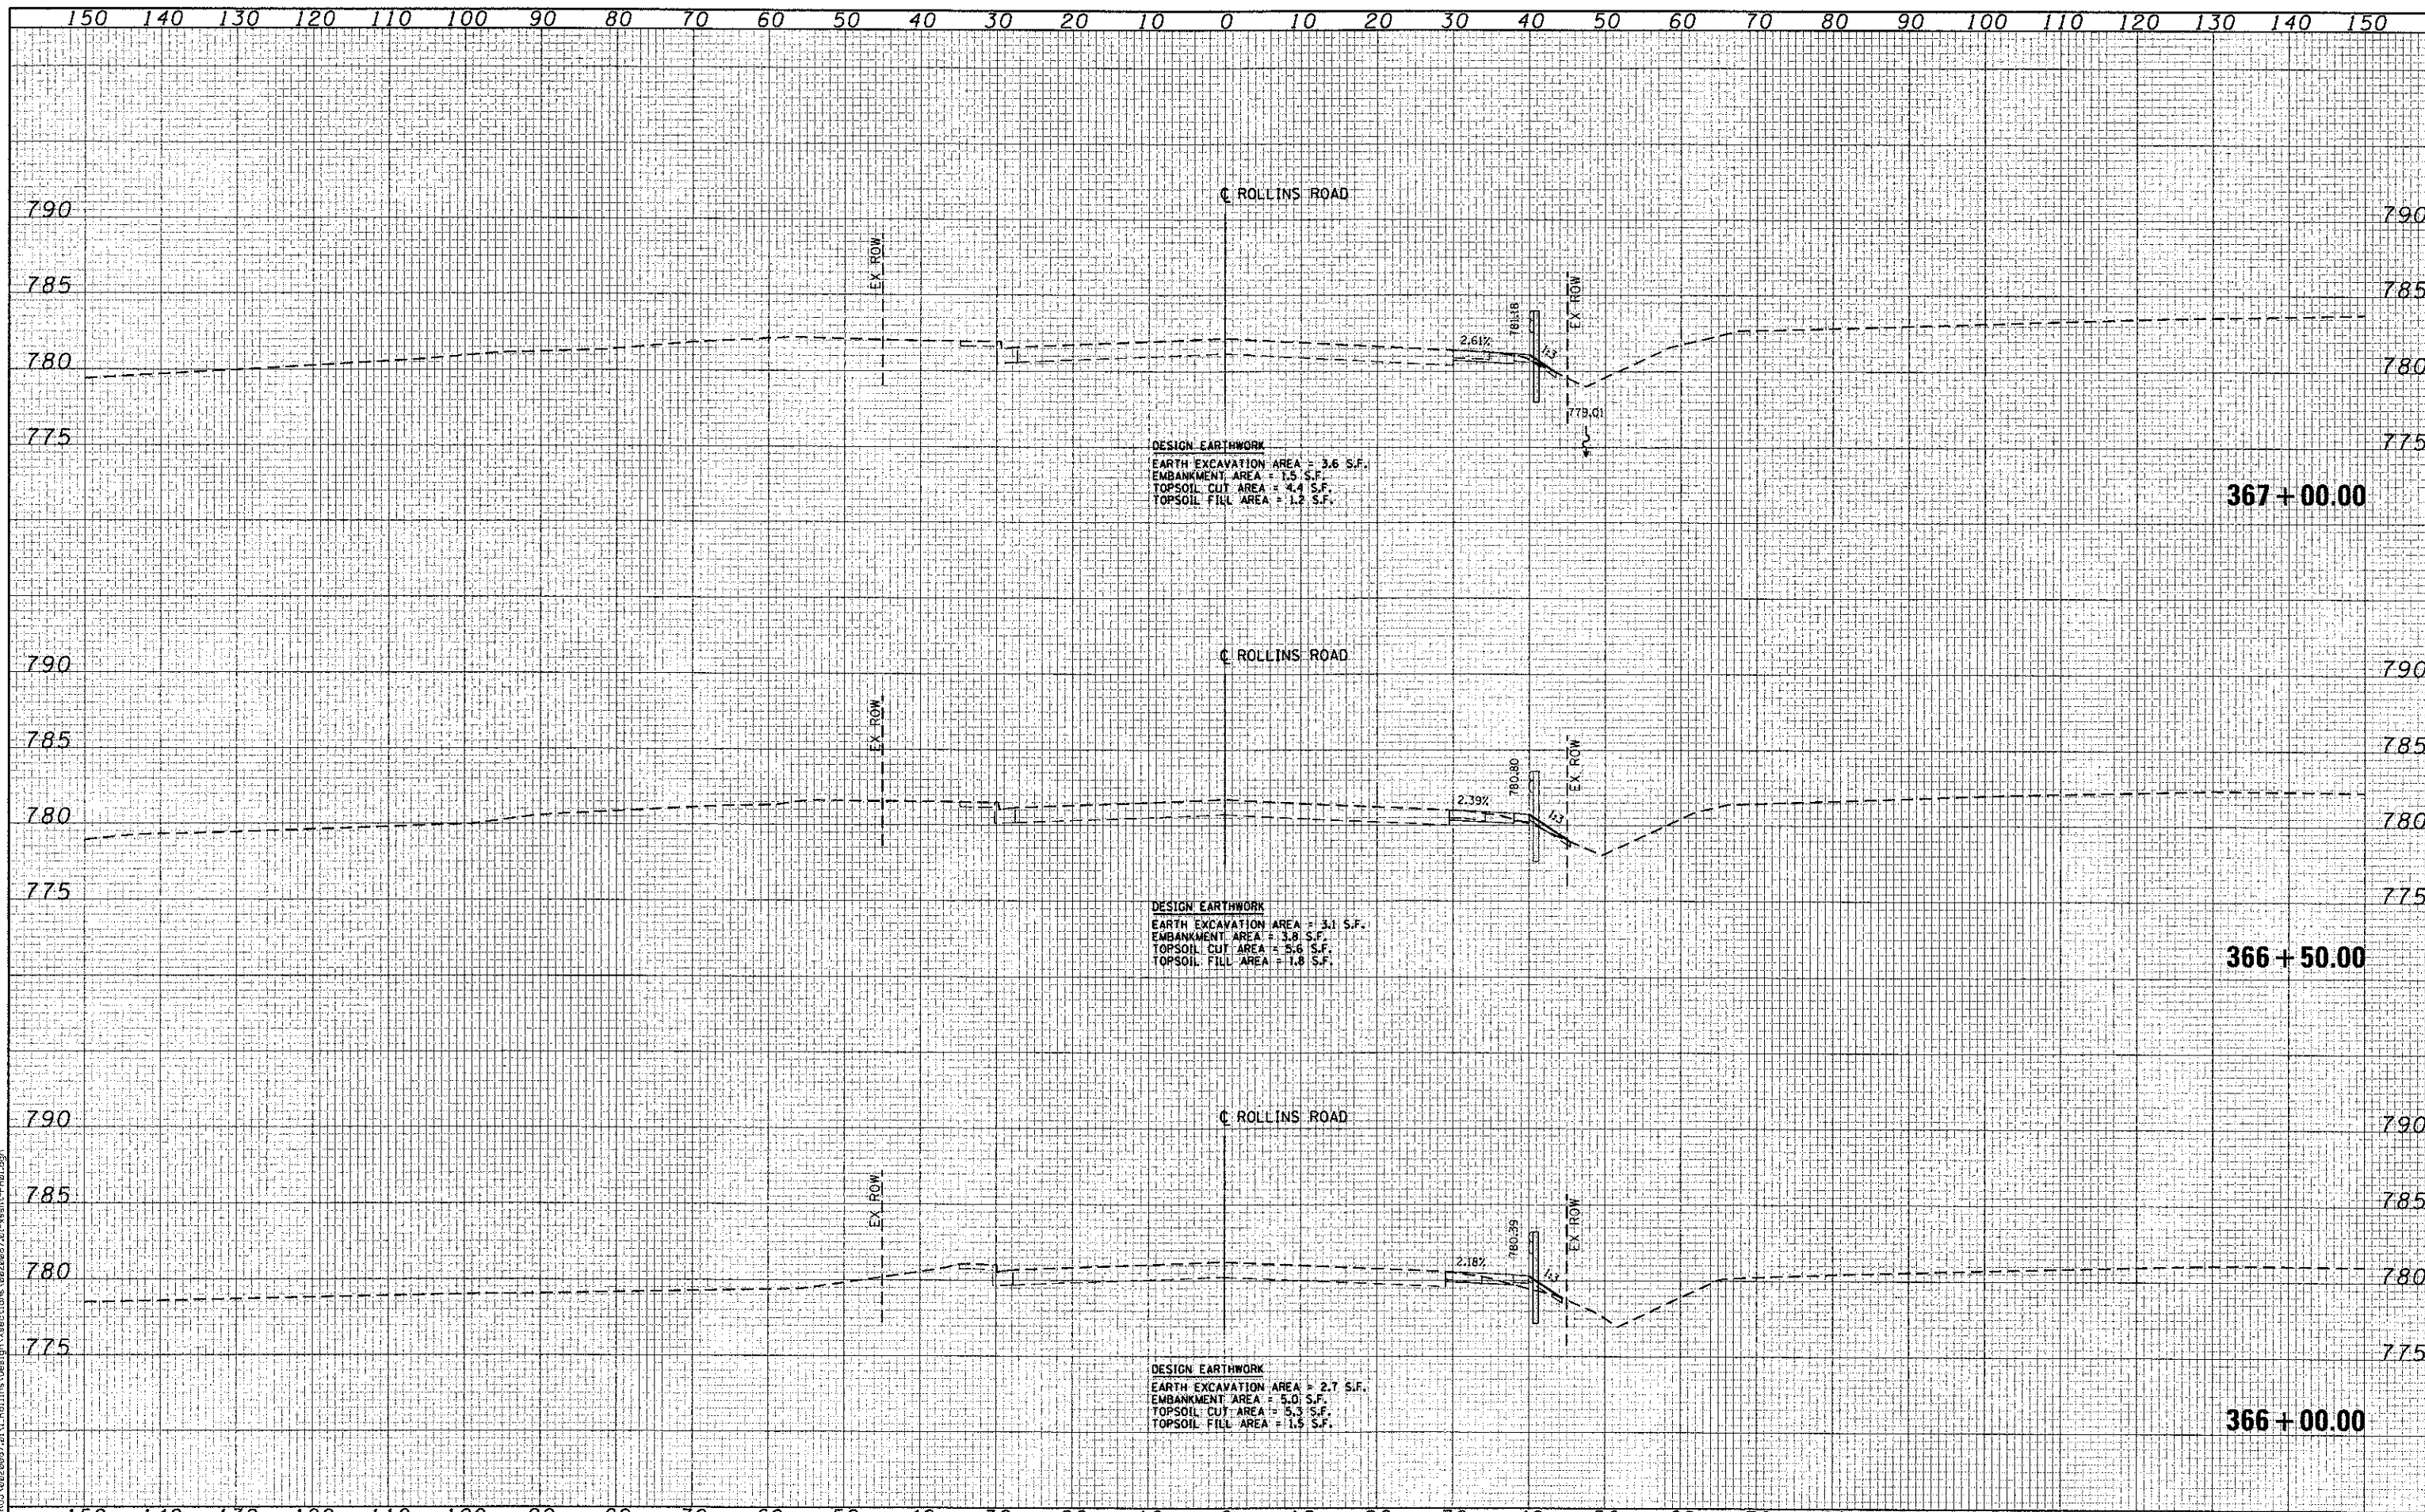 150 140 130 120 110 100 90 80 70 60 50 40 30 20 10 0 10 20 30 40 50 60 70 80 90 100 110 120 130 140 150
℄ ROLLINS ROAD
790 790
EX ROW
785 785
EX ROW
781.18
2.61%
1:3
780 780
779.01
775 775
DESIGN EARTHWORK
EARTH EXCAVATION AREA = 3.6 S.F.
EMBANKMENT AREA = 1.5 S.F.
TOPSOIL CUT AREA = 4.4 S.F.
TOPSOIL FILL AREA = 1.2 S.F.
367+00.00
℄ ROLLINS ROAD
790 790
EX ROW
785 785
EX ROW
780.80
2.39%
1:3
780 780
775 775
DESIGN EARTHWORK
EARTH EXCAVATION AREA = 3.1 S.F.
EMBANKMENT AREA = 3.8 S.F.
TOPSOIL CUT AREA = 5.6 S.F.
TOPSOIL FILL AREA = 1.8 S.F.
366+50.00
℄ ROLLINS ROAD
790 790
EX ROW
785 785
EX ROW
780.39
2.18%
1:3
780 780
775 775
DESIGN EARTHWORK
EARTH EXCAVATION AREA = 2.7 S.F.
EMBANKMENT AREA = 5.0 S.F.
TOPSOIL CUT AREA = 5.3 S.F.
TOPSOIL FILL AREA = 1.5 S.F.
366+00.00